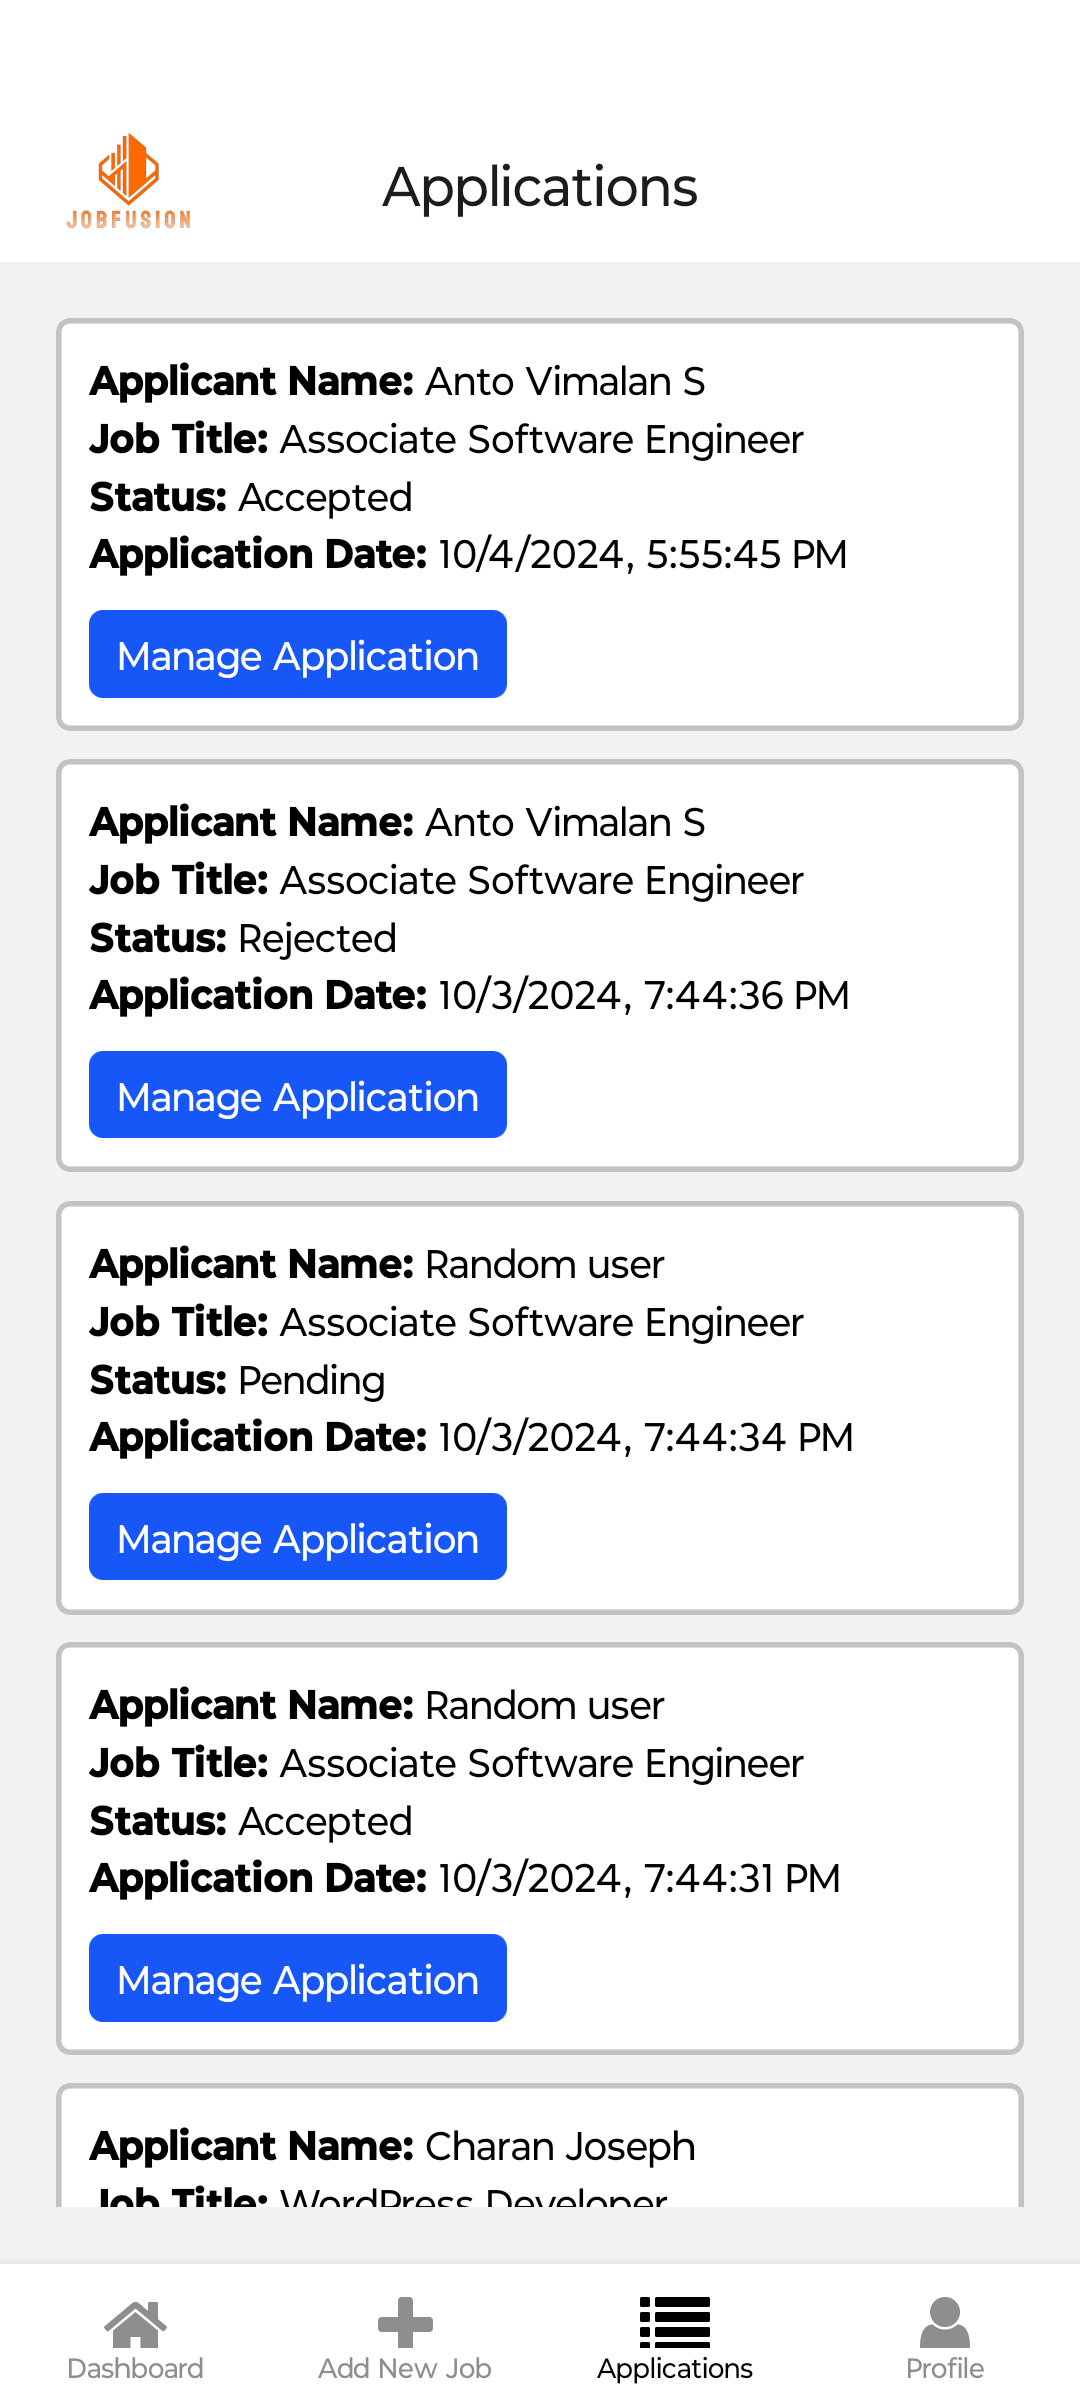 JOBFUSION
Applications
Applicant Name: Anto Vimalan S
Job Title: Associate Software Engineer
Status: Accepted
Application Date: 10/4/2024, 5:55:45 PM
Manage Application
Applicant Name: Anto Vimalan S
Job Title: Associate Software Engineer
Status: Rejected
Application Date: 10/3/2024, 7:44:36 PM
Manage Application
Applicant Name: Random user
Job Title: Associate Software Engineer
Status: Pending
Application Date: 10/3/2024, 7:44:34 PM
Manage Application
Applicant Name: Random user
Job Title: Associate Software Engineer
Status: Accepted
Application Date: 10/3/2024, 7:44:31 PM
Manage Application
Applicant Name: Charan Joseph
Job Title: WordPress Developer
Dashboard
Add New Job
Applications
Profile